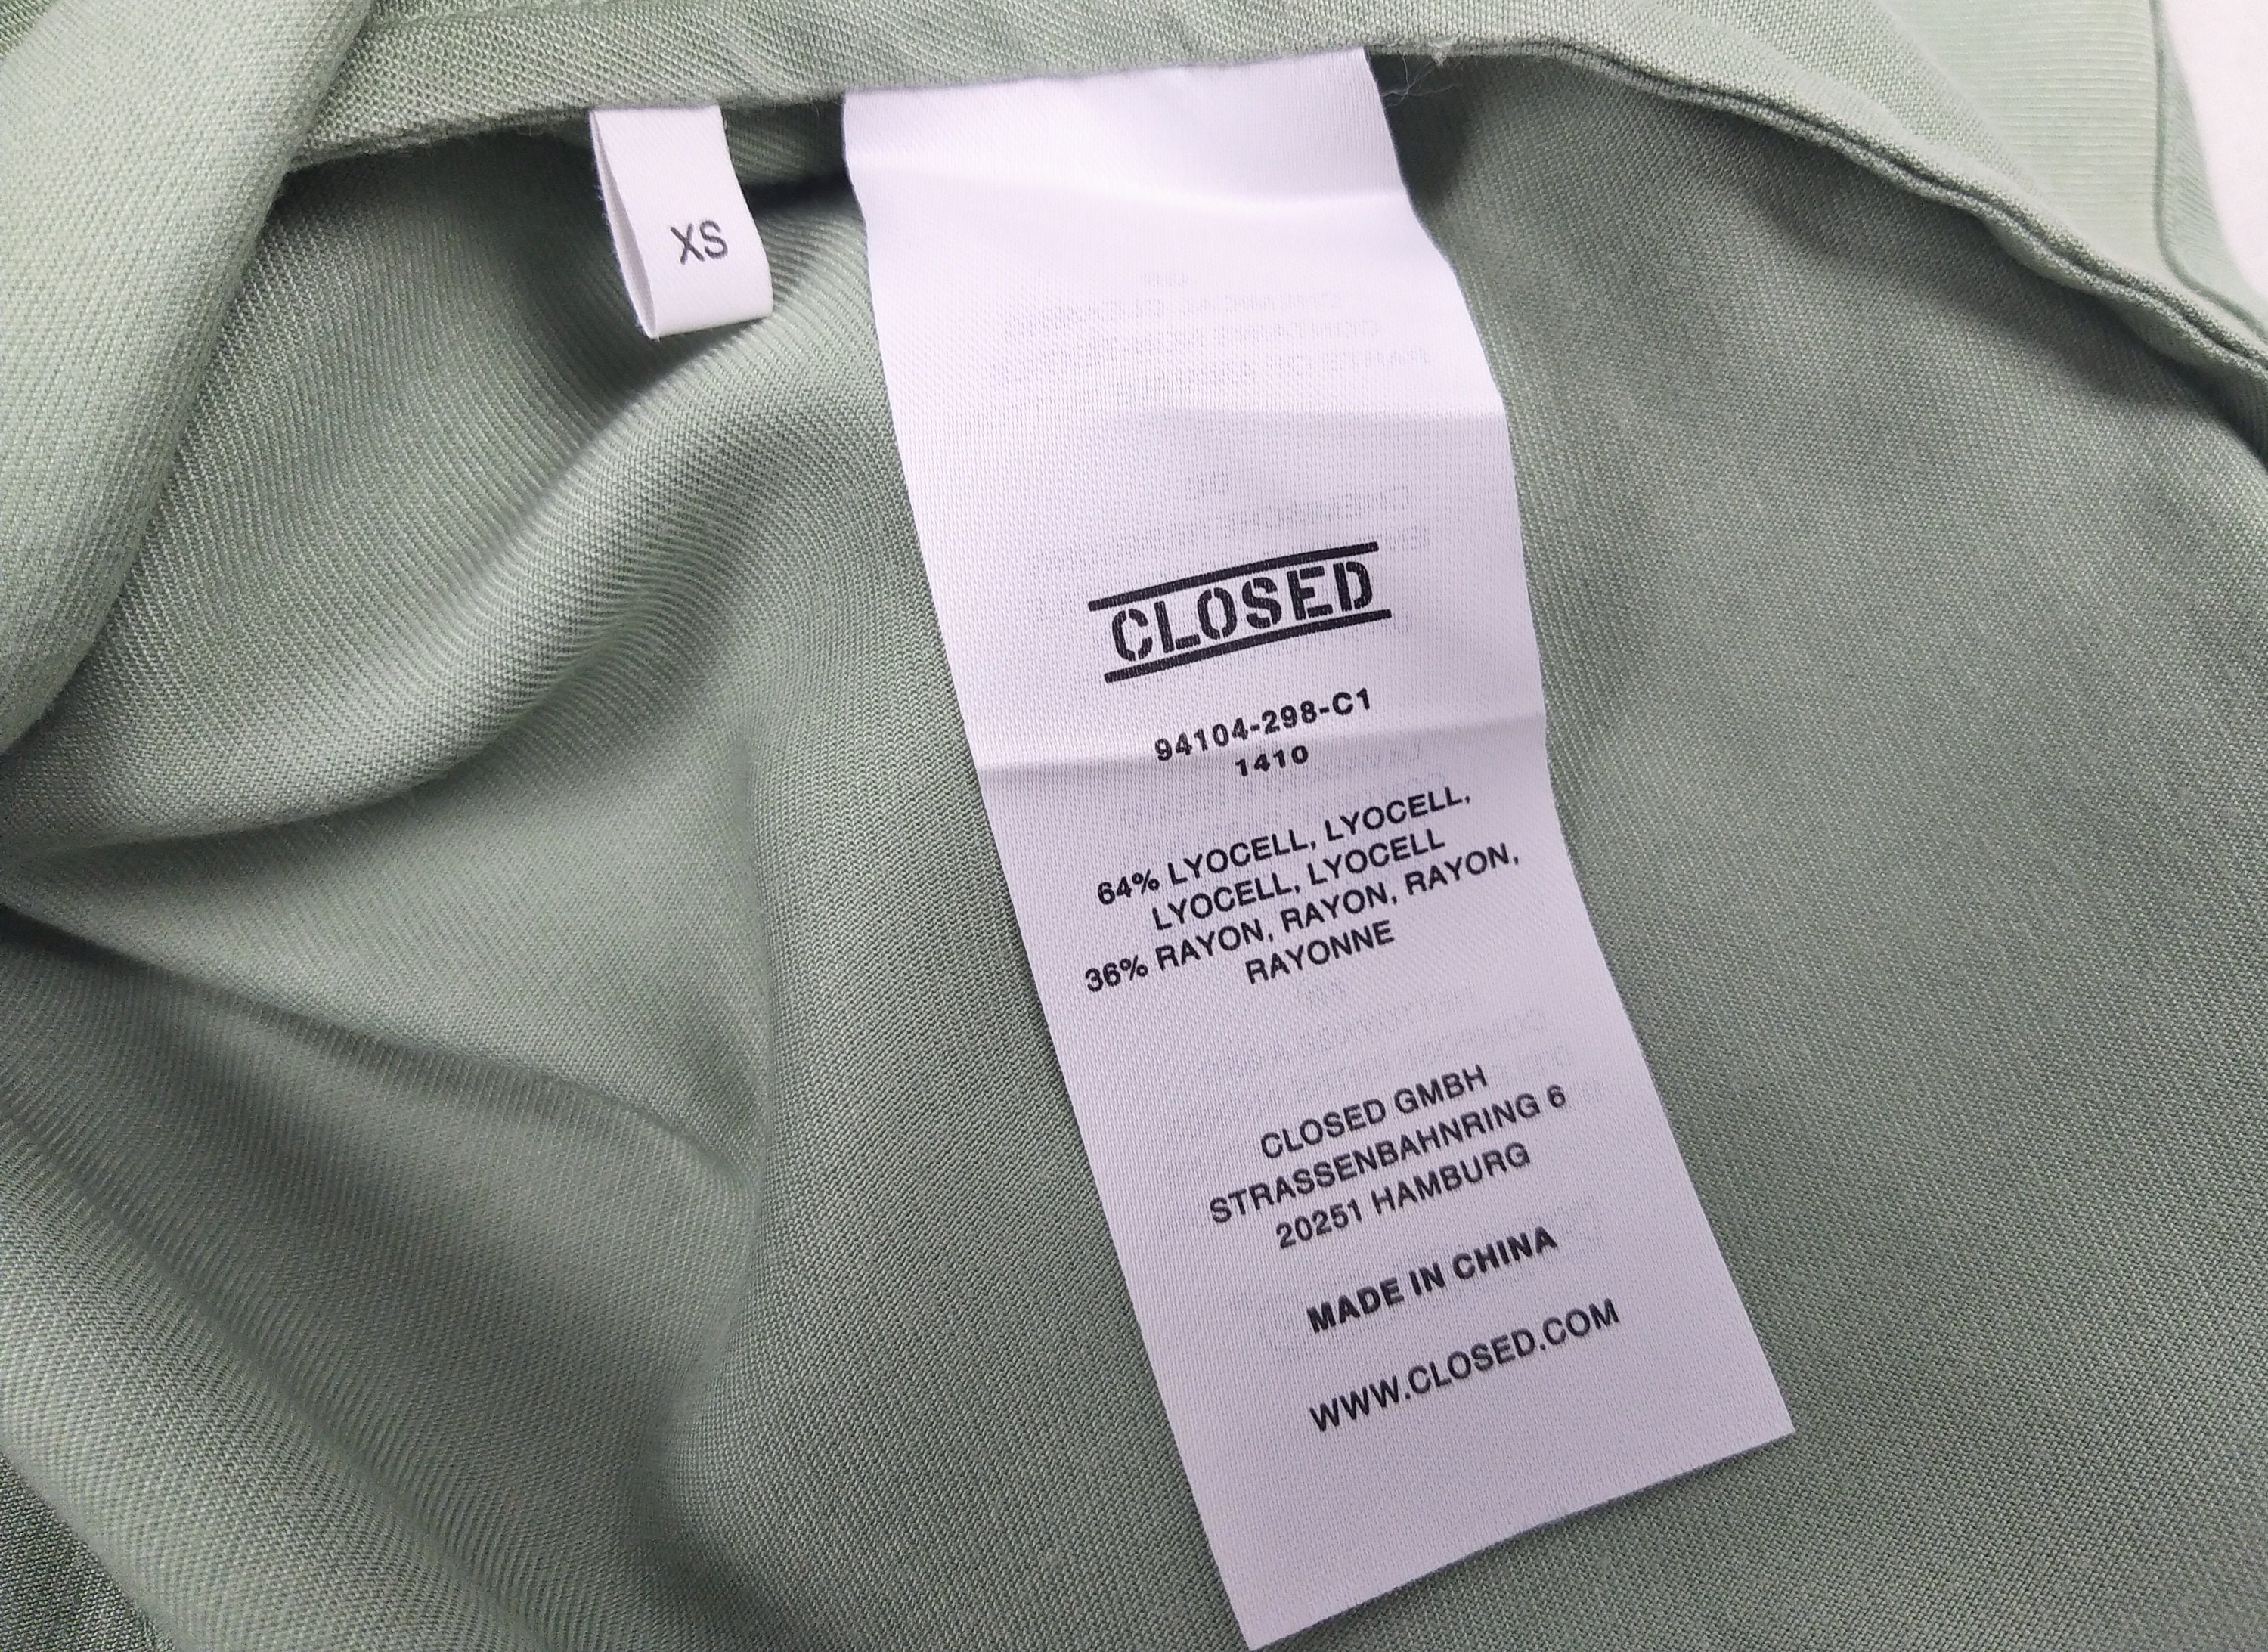 XS
CLOSED
94104-298-C1
1410
64% LYOCELL, LYOCELL,
LYOCELL, LYOCELL
36% RAYON, RAYON, RAYON,
RAYONNE
CLOSED GMBH
STRASSENBAHNRING 6
20251 HAMBURG
MADE IN CHINA
WWW.CLOSED.COM